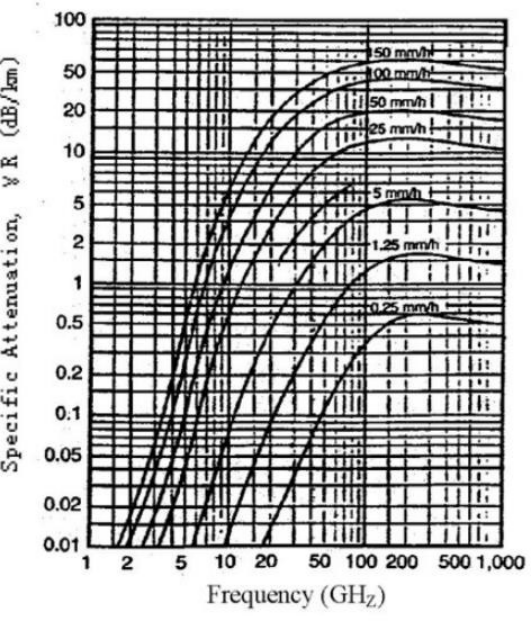 100
50
20
10
5
2
1
0.5
0.2
0.1
0.05
0.02
0.01
Specific Attenuation, γR (dB/km)
150 mm/h
100 mm/h
50 mm/h
25 mm/h
5 mm/h
1.25 mm/h
0.25 mm/h
1 2 5 10 20 50 100 200 500 1,000
Frequency (GHz)